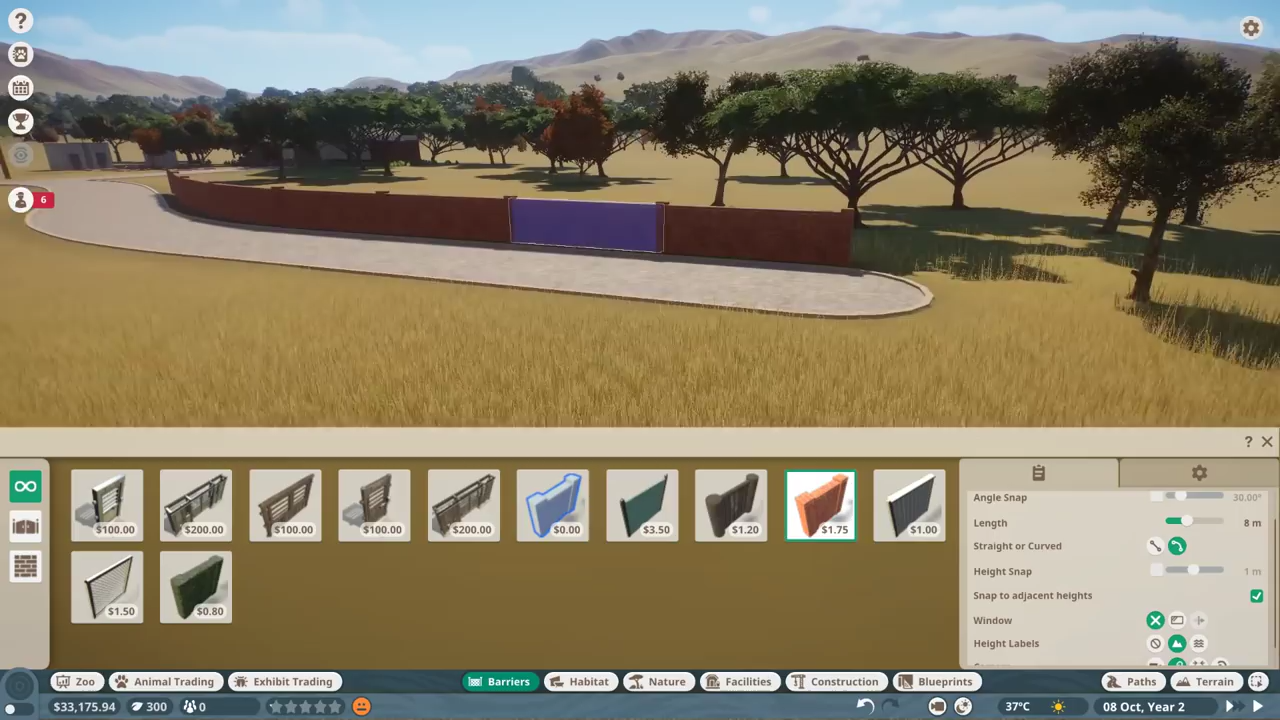 ?
6
? ×
$100.00 $200.00 $100.00 $100.00 $200.00 $0.00 $3.50 $1.20 $1.75 $1.00
$1.50 $0.80
Angle Snap 30.00°
Length 8 m
Straight or Curved
Height Snap 1 m
Snap to adjacent heights
Window
Height Labels
Zoo Animal Trading Exhibit Trading Barriers Habitat Nature Facilities Construction Blueprints Paths Terrain
$33,175.94 300 0 37°C 08 Oct, Year 2